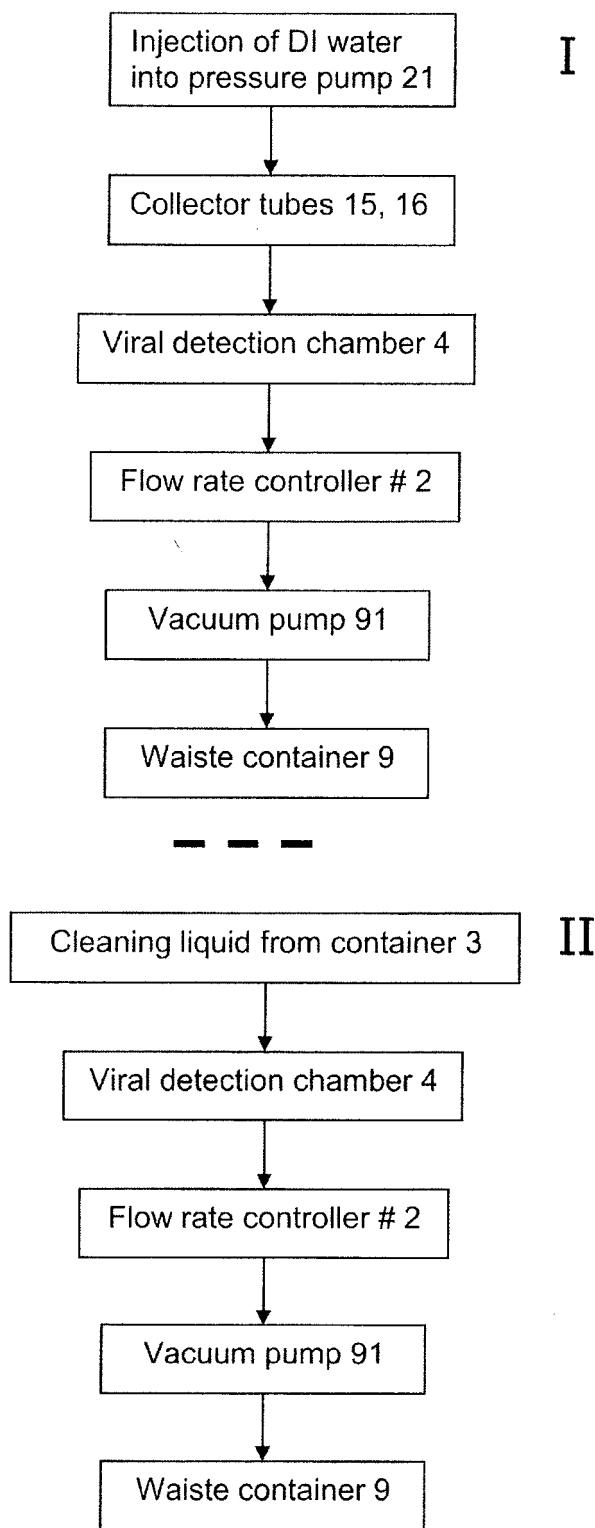 Injection of DI water
into pressure pump 21
I
Collector tubes 15, 16
Viral detection chamber 4
Flow rate controller # 2
Vacuum pump 91
Waiste container 9
Cleaning liquid from container 3
II
Viral detection chamber 4
Flow rate controller # 2
Vacuum pump 91
Waiste container 9